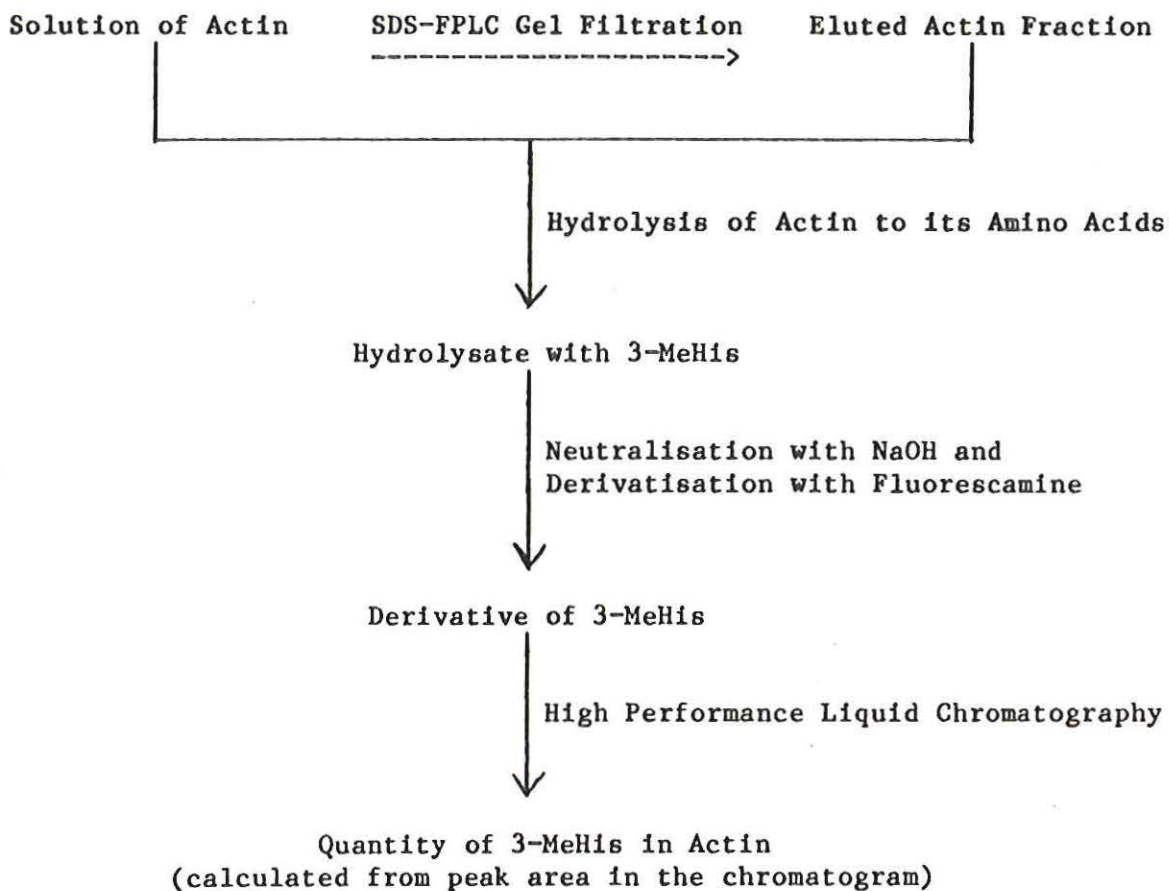 Solution of Actin SDS-FPLC Gel Filtration Eluted Actin Fraction
Hydrolysis of Actin to its Amino Acids
Hydrolysate with 3-MeHis
Neutralisation with NaOH and
Derivatisation with Fluorescamine
Derivative of 3-MeHis
High Performance Liquid Chromatography
Quantity of 3-MeHis in Actin
(calculated from peak area in the chromatogram)